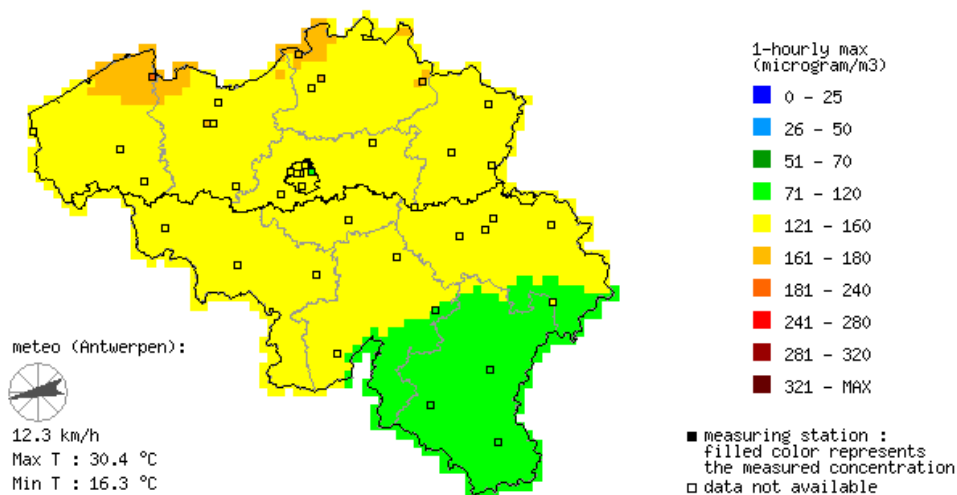 1-hourly max
(microgram/m3)
0 - 25
26 - 50
51 - 70
71 - 120
121 - 160
161 - 180
181 - 240
241 - 280
281 - 320
321 - MAX
meteo (Antwerpen):
12.3 km/h
Max T : 30.4 °C
Min T : 16.3 °C
measuring station :
filled color represents
the measured concentration
data not available